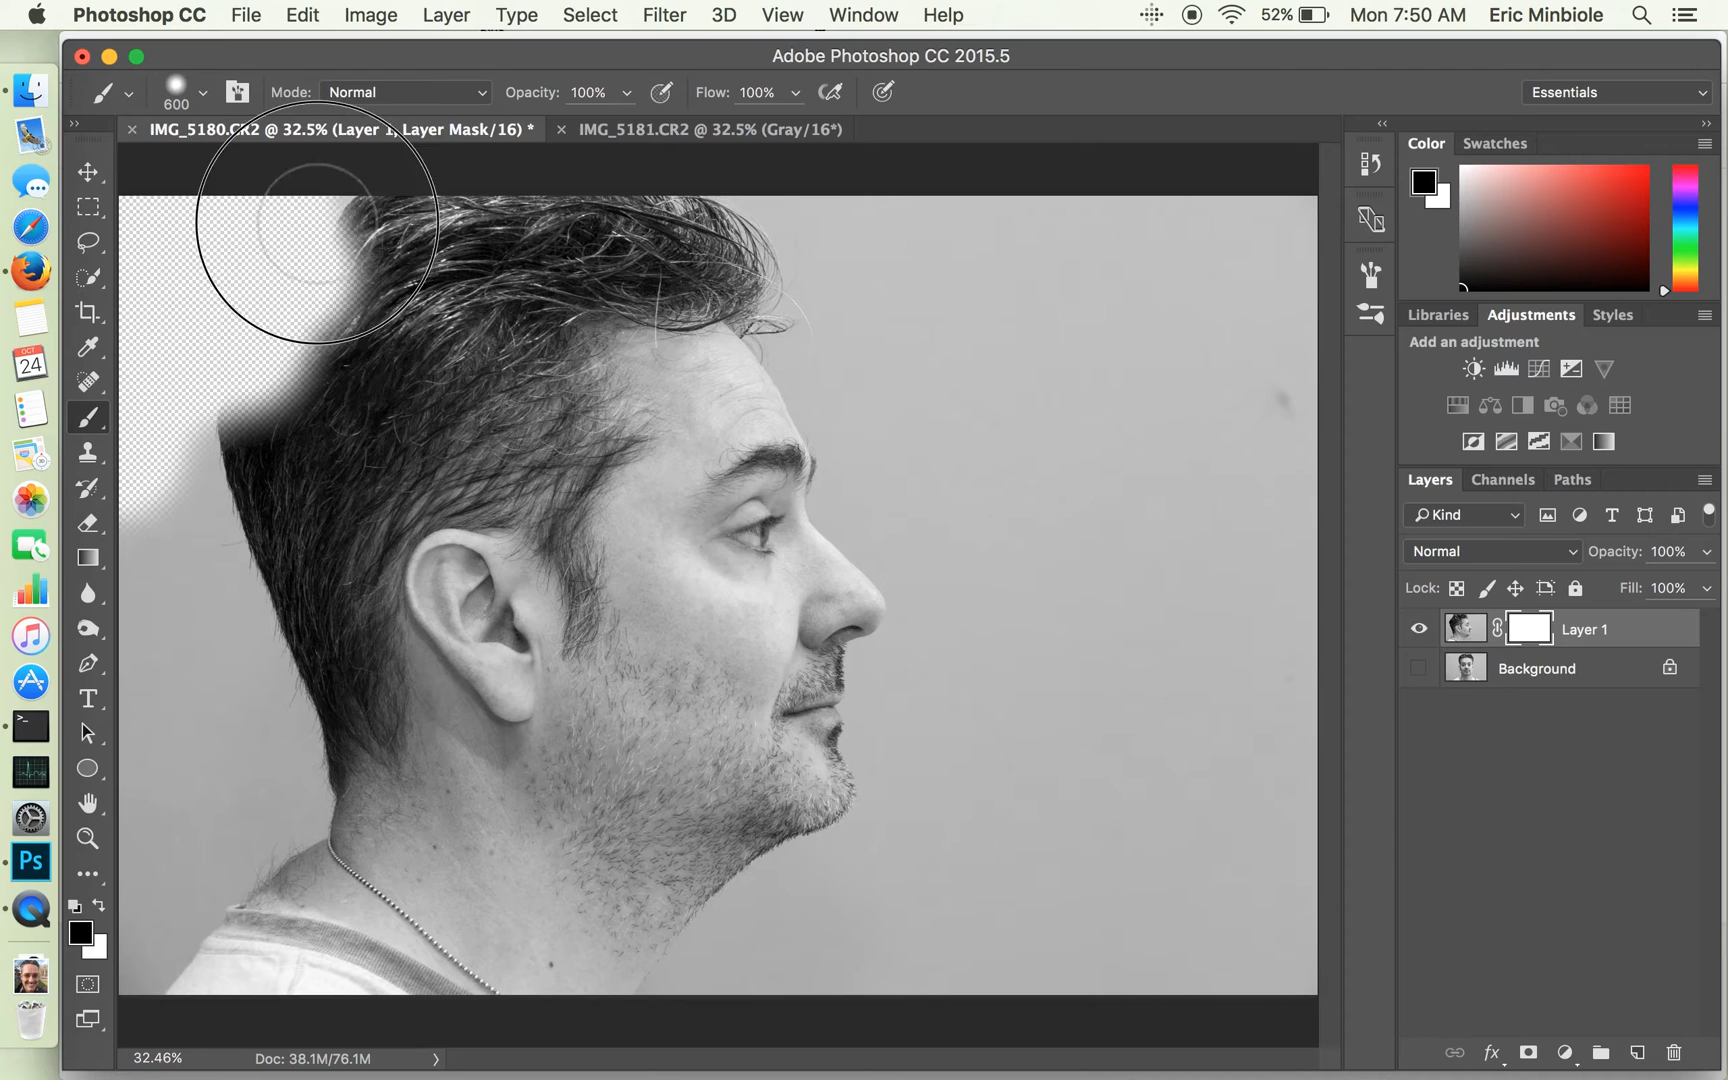 Photoshop CC File Edit Image Layer Type Select Filter 3D View Window Help 52% Mon 7:50 AM Eric Minbiole
Adobe Photoshop CC 2015.5
600 Mode: Normal Opacity: 100% Flow: 100% Essentials
IMG_5180.CR2 @ 32.5% (Layer 1, Layer Mask/16) * IMG_5181.CR2 @ 32.5% (Gray/16*)
Color Swatches
Libraries Adjustments Styles
Add an adjustment
OCT
24
Layers Channels Paths
Kind
Normal Opacity: 100%
Lock: Fill: 100%
Layer 1
Background
Ps
fx
32.46% Doc: 38.1M/76.1M